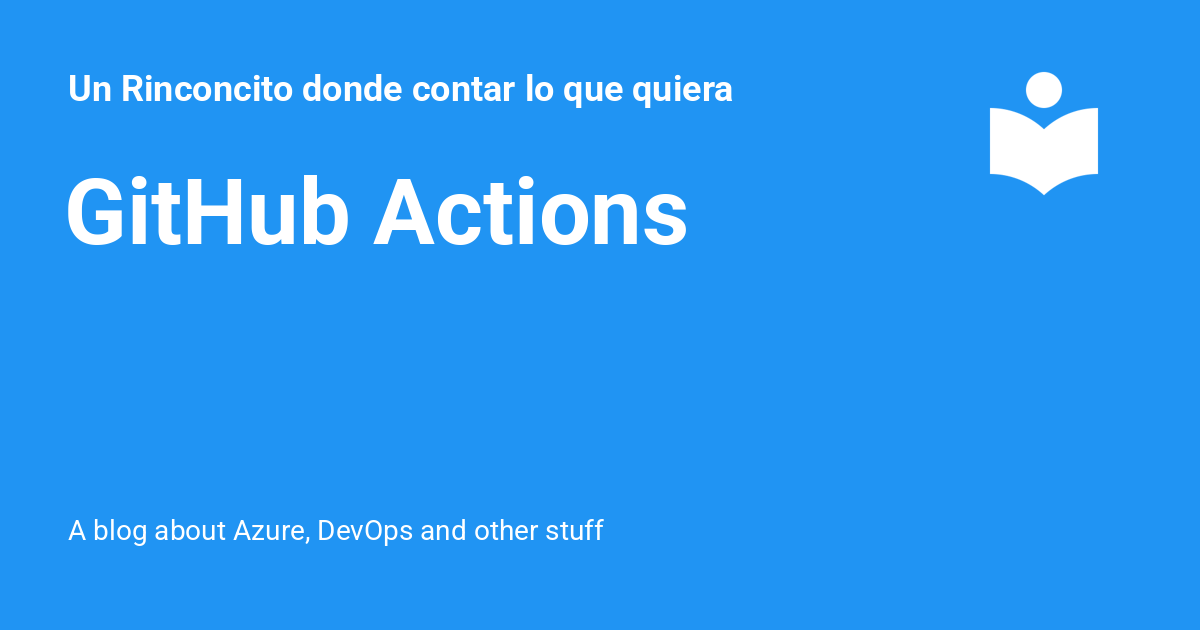 Un Rinconcito donde contar lo que quiera
GitHub Actions
A blog about Azure, DevOps and other stuff